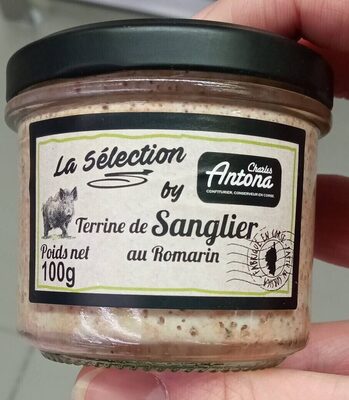 La Sélection
by
Charles
Antona
CONFITURIER, CONSERVEUR EN CORSE
Terrine de Sanglier
au Romarin
Poids net
100g